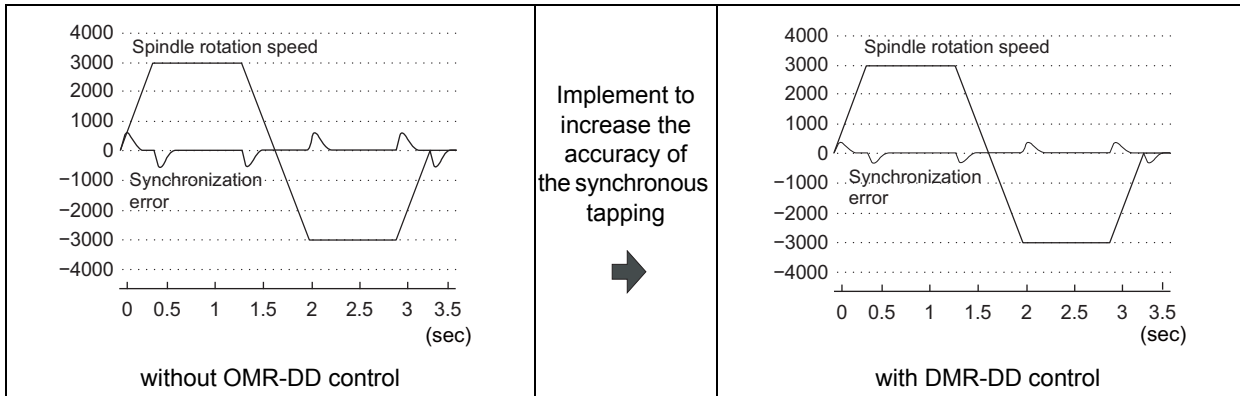 4000
Spindle rotation speed
3000
2000
1000
0
−1000
Synchronization
error
−2000
−3000
−4000
0 0.5 1 1.5 2 2.5 3 3.5
(sec)
without OMR-DD control
Implement to
increase the
accuracy of
the synchronous
tapping
4000
Spindle rotation speed
3000
2000
1000
0
−1000
Synchronization
error
−2000
−3000
−4000
0 0.5 1 1.5 2 2.5 3 3.5
(sec)
with DMR-DD control